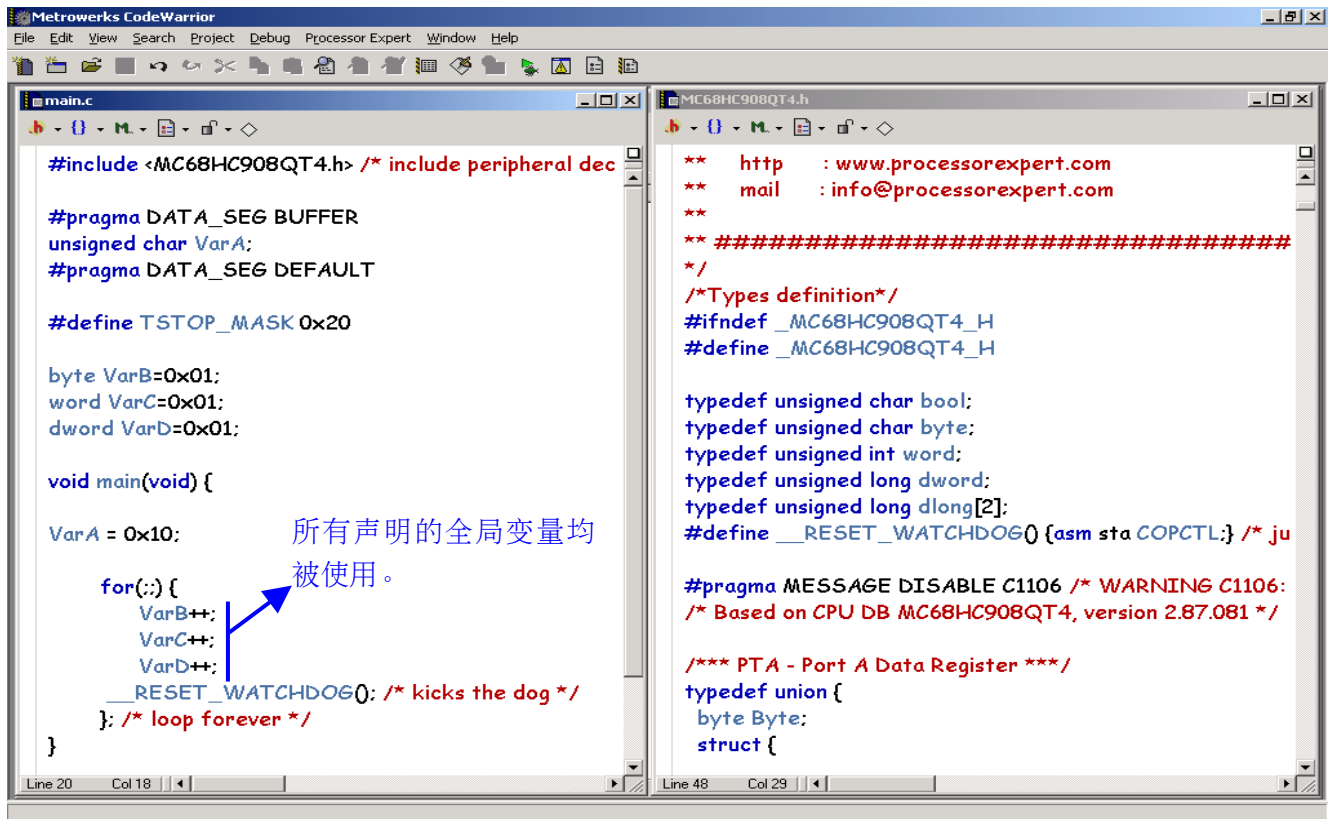 Metrowerks CodeWarrior
File Edit View Search Project Debug Processor Expert Window Help
main.c
#include <MC68HC908QT4.h> /* include peripheral dec
#pragma DATA_SEG BUFFER
unsigned char VarA;
#pragma DATA_SEG DEFAULT
#define TSTOP_MASK 0x20
byte VarB=0x01;
word VarC=0x01;
dword VarD=0x01;
void main(void) {
VarA = 0x10;
所有声明的全局变量均
被使用。
for(;;) {
VarB++;
VarC++;
VarD++;
__RESET_WATCHDOG(); /* kicks the dog */
}; /* loop forever */
}
Line 20 Col 18
MC68HC908QT4.h
** http : www.processorexpert.com
** mail : info@processorexpert.com
**
** ################################
*/
/*Types definition*/
#ifndef _MC68HC908QT4_H
#define _MC68HC908QT4_H
typedef unsigned char bool;
typedef unsigned char byte;
typedef unsigned int word;
typedef unsigned long dword;
typedef unsigned long dlong[2];
#define __RESET_WATCHDOG() {asm sta COPCTL;} /* ju
#pragma MESSAGE DISABLE C1106 /* WARNING C1106:
/* Based on CPU DB MC68HC908QT4, version 2.87.081 */
/*** PTA - Port A Data Register ***/
typedef union {
byte Byte;
struct {
Line 48 Col 29